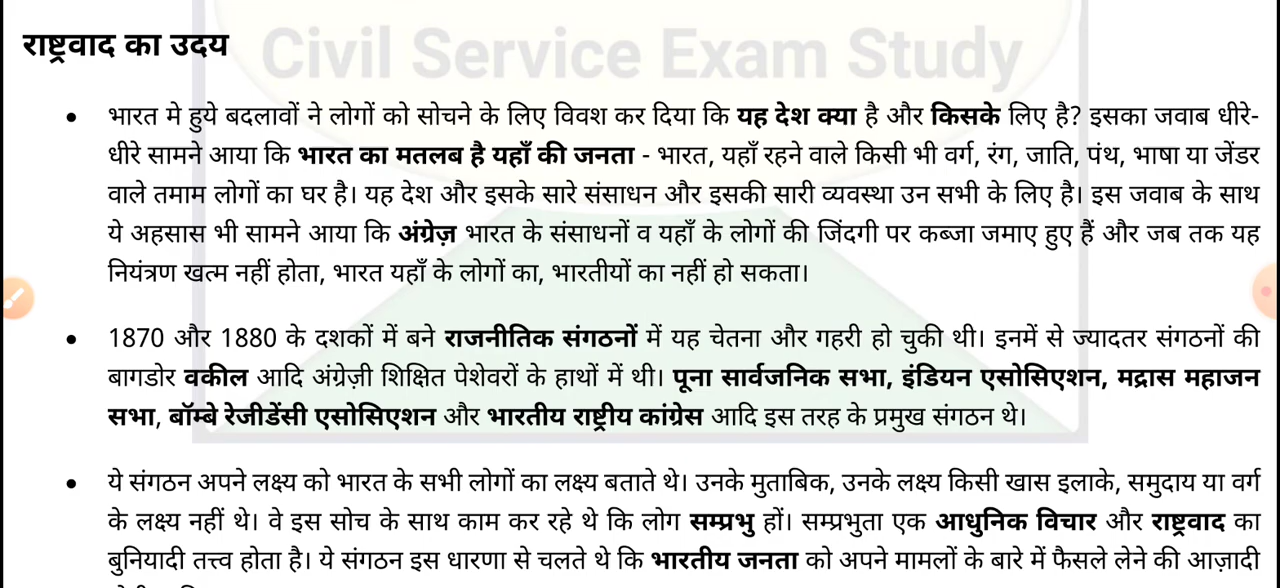 Civil Service Exam Study
राष्ट्रवाद का उदय
• भारत मे हुये बदलावों ने लोगों को सोचने के लिए विवश कर दिया कि यह देश क्या है और किसके लिए है? इसका जवाब धीरे-
धीरे सामने आया कि भारत का मतलब है यहाँ की जनता - भारत, यहाँ रहने वाले किसी भी वर्ग, रंग, जाति, पंथ, भाषा या जेंडर
वाले तमाम लोगों का घर है। यह देश और इसके सारे संसाधन और इसकी सारी व्यवस्था उन सभी के लिए है। इस जवाब के साथ
ये अहसास भी सामने आया कि अंग्रेज़ भारत के संसाधनों व यहाँ के लोगों की जिंदगी पर कब्जा जमाए हुए हैं और जब तक यह
नियंत्रण खत्म नहीं होता, भारत यहाँ के लोगों का, भारतीयों का नहीं हो सकता।
• 1870 और 1880 के दशकों में बने राजनीतिक संगठनों में यह चेतना और गहरी हो चुकी थी। इनमें से ज्यादतर संगठनों की
बागडोर वकील आदि अंग्रेज़ी शिक्षित पेशेवरों के हाथों में थी। पूना सार्वजनिक सभा, इंडियन एसोसिएशन, मद्रास महाजन
सभा, बॉम्बे रेजीडेंसी एसोसिएशन और भारतीय राष्ट्रीय कांग्रेस आदि इस तरह के प्रमुख संगठन थे।
• ये संगठन अपने लक्ष्य को भारत के सभी लोगों का लक्ष्य बताते थे। उनके मुताबिक, उनके लक्ष्य किसी खास इलाके, समुदाय या वर्ग
के लक्ष्य नहीं थे। वे इस सोच के साथ काम कर रहे थे कि लोग सम्प्रभु हों। सम्प्रभुता एक आधुनिक विचार और राष्ट्रवाद का
बुनियादी तत्त्व होता है। ये संगठन इस धारणा से चलते थे कि भारतीय जनता को अपने मामलों के बारे में फैसले लेने की आज़ादी